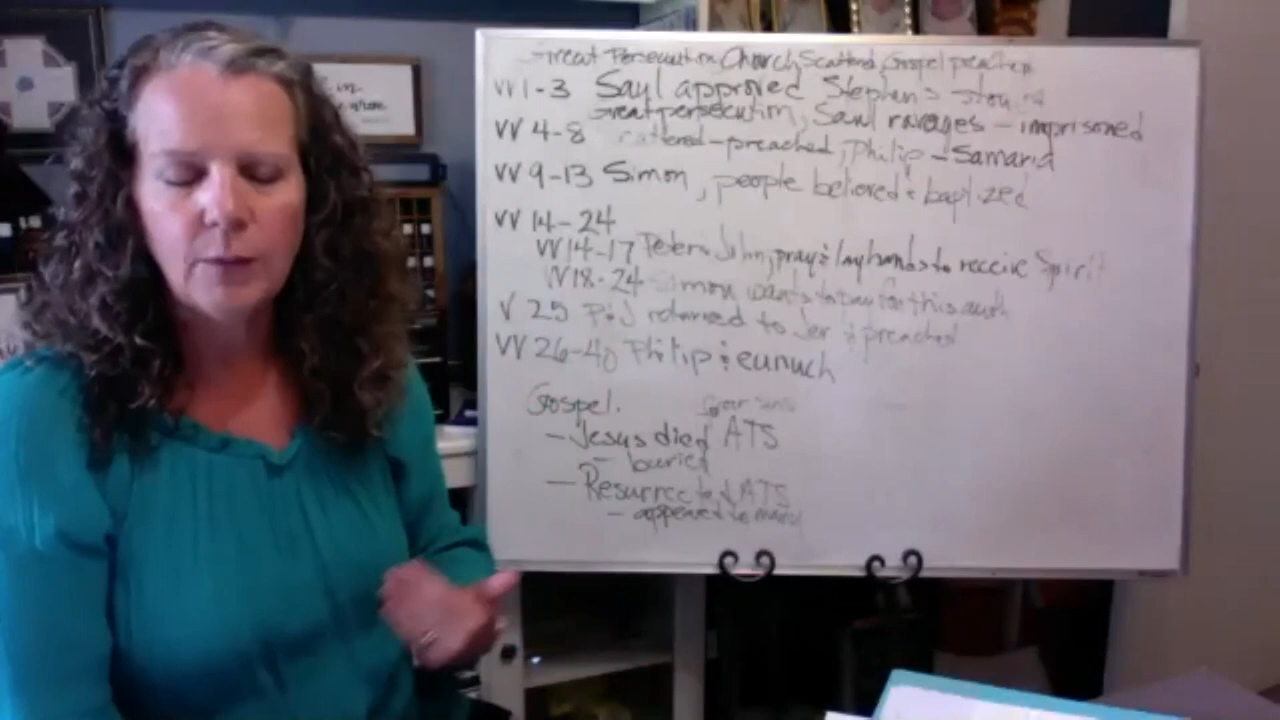 Great Persecution, Church Scattered, Gospel preached
VV1-3 Saul approved Stephen's
great persecution, Saul ravages - imprisoned
VV 4-8 scattered - preached, Philip - Samaria
VV 9-13 Simon, people believed & baptized
VV 14-24
VV14-17 Peter & John, pray & lay hands to receive Spirit
VV18-24 Simon wants to pay for this auth
V 25 P&J returned to Jer & preached
VV 26-40 Philip & eunuch
Gospel.
for our sins
- Jesus died ATS
- buried
- Resurrected ATS
- appeared to many